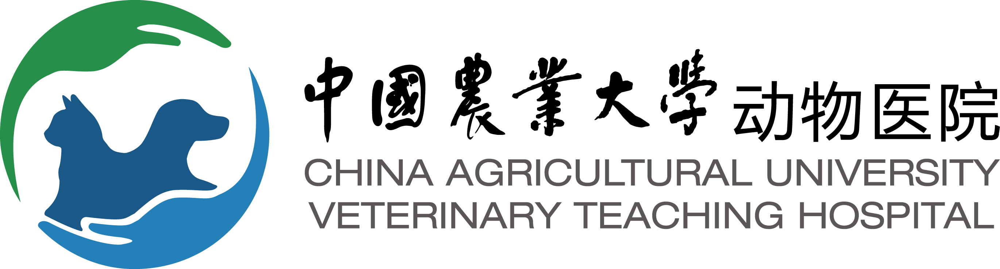 中國農業大學动物医院
CHINA AGRICULTURAL UNIVERSITY
VETERINARY TEACHING HOSPITAL